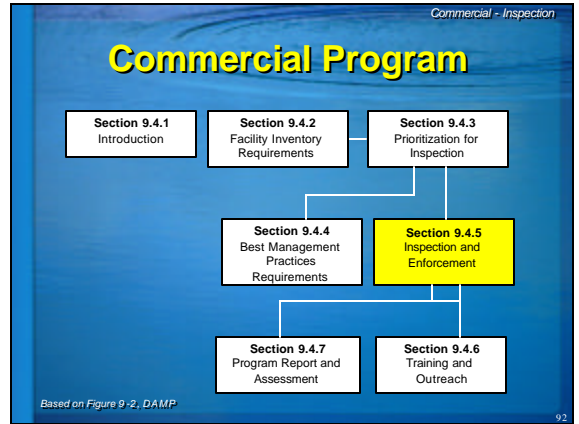 Commercial - Inspection
Commercial Program
Section 9.4.1
Introduction
Section 9.4.2
Facility Inventory
Requirements
Section 9.4.3
Prioritization for
Inspection
Section 9.4.4
Best Management
Practices
Requirements
Section 9.4.5
Inspection and
Enforcement
Section 9.4.7
Program Report and
Assessment
Section 9.4.6
Training and
Outreach
Based on Figure 9-2, DAMP
92